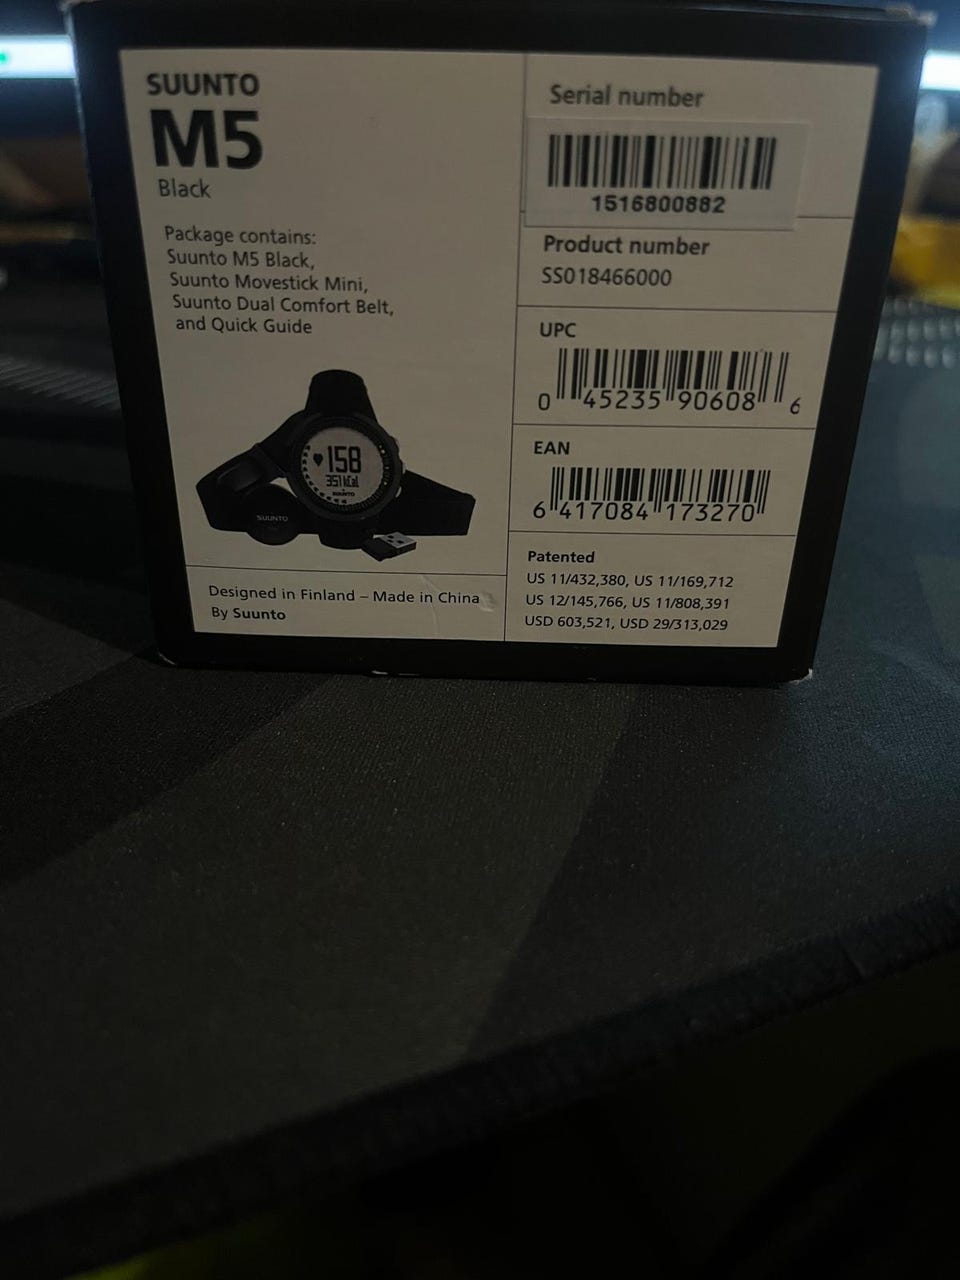 SUUNTO
M5
Black
Package contains:
Suunto M5 Black,
Suunto Movestick Mini,
Suunto Dual Comfort Belt,
and Quick Guide
158
351 kCal
SUUNTO
SUUNTO
Designed in Finland – Made in China
By Suunto
Serial number
1516800882
Product number
SS018466000
UPC
0 45235 90608 6
EAN
6 417084 173270
Patented
US 11/432,380, US 11/169,712
US 12/145,766, US 11/808,391
USD 603,521, USD 29/313,029